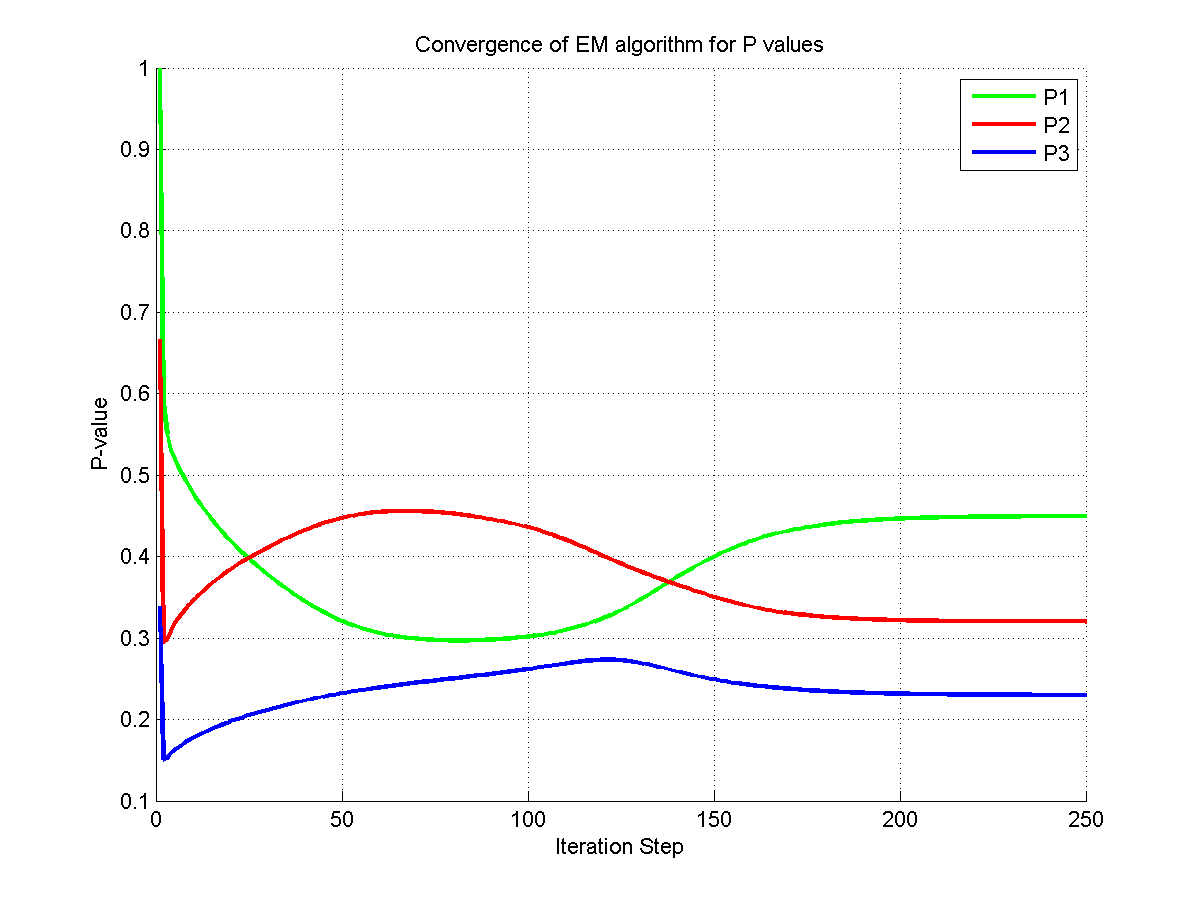 Convergence of EM algorithm for P values
P1
P2
P3
1
0.9
0.8
0.7
0.6
0.5
0.4
0.3
0.2
0.1
P-value
0 50 100 150 200 250
Iteration Step